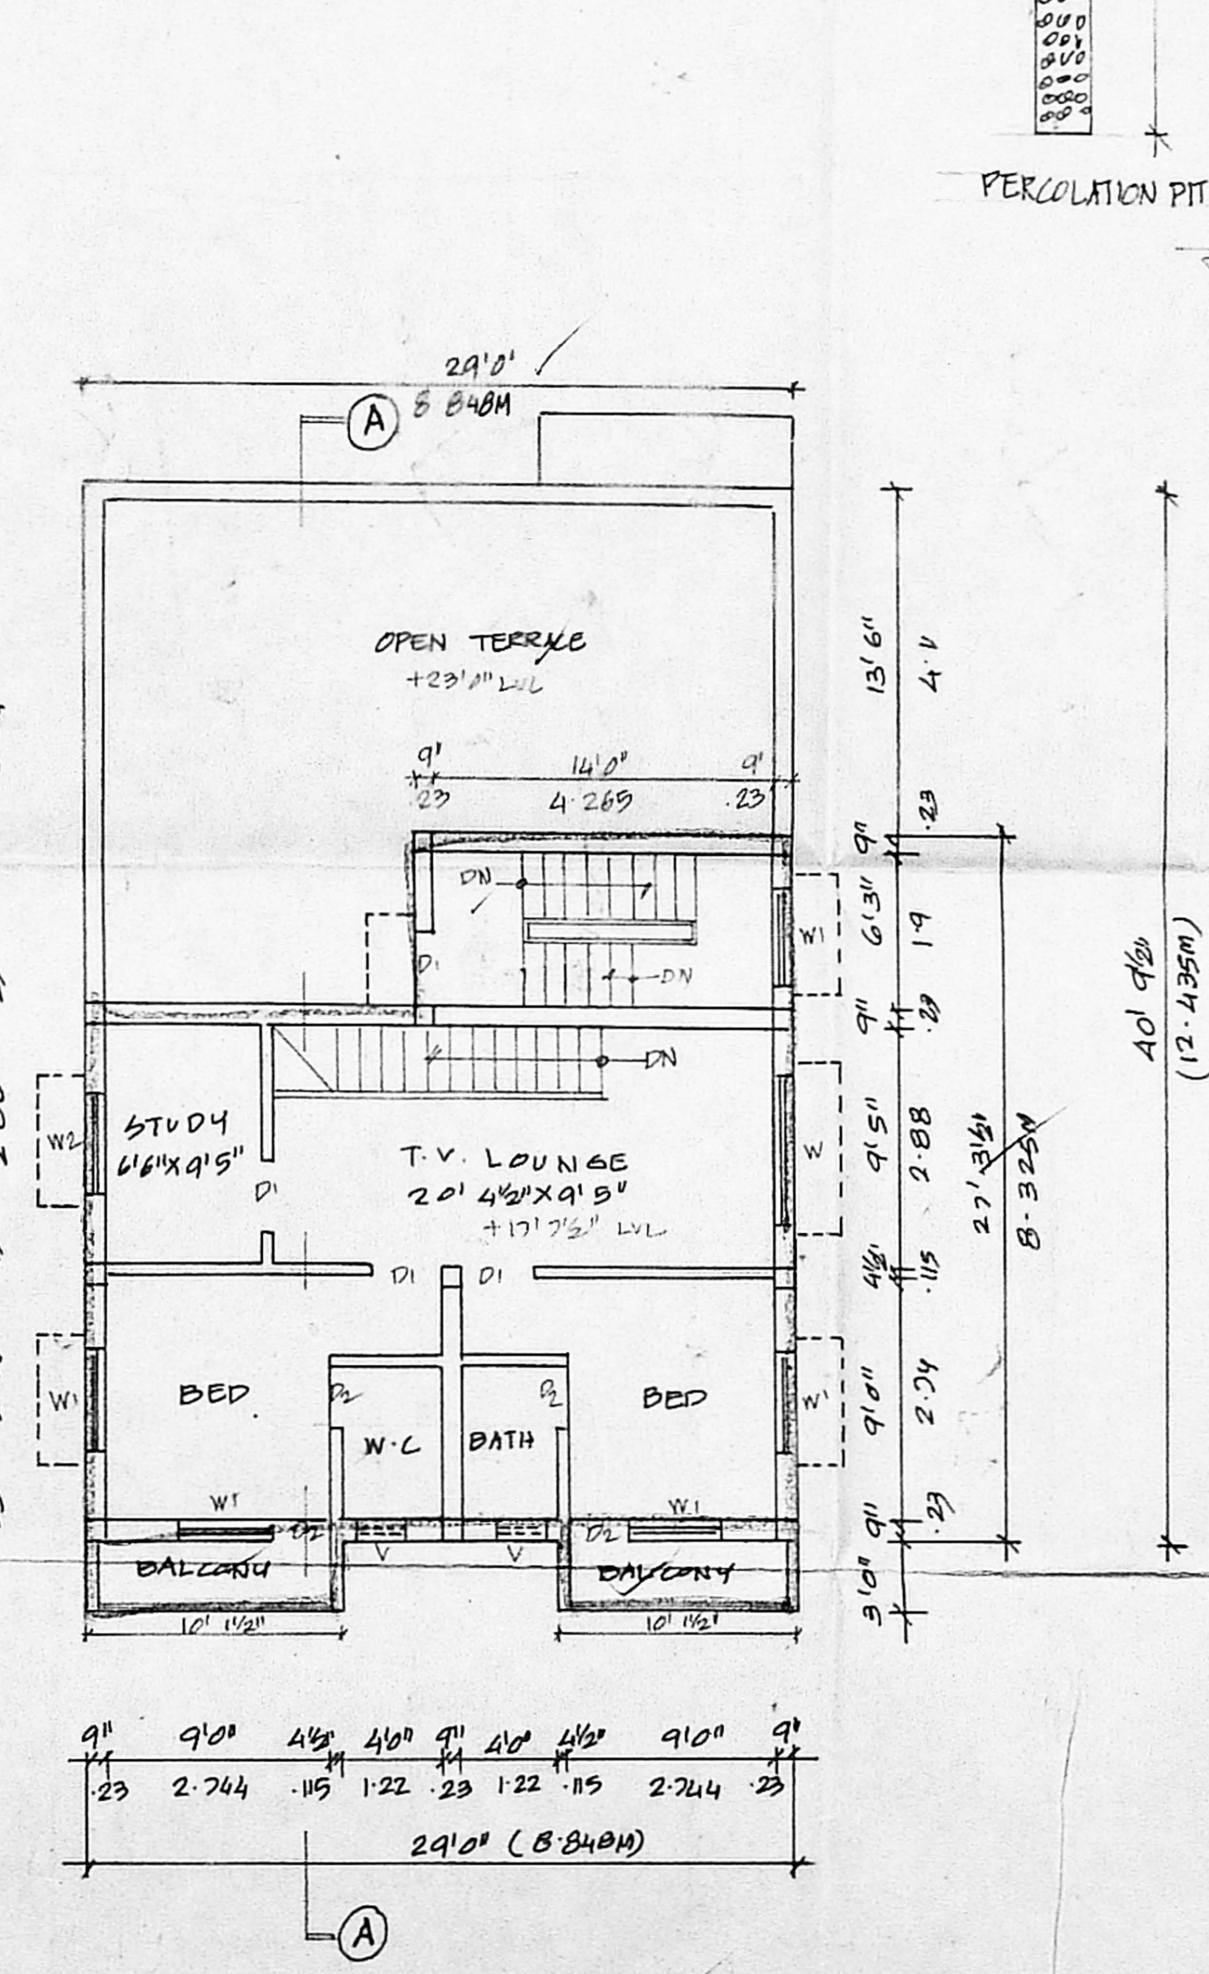 PERCOLATION PIT
29'0'
8 848M
A
OPEN TERRACE
+23'0" LVL
9" 14'0" 9'
.23 4.265 .23
13'6"
4.11
9"
.23
DN
D1
DN
6'3"
1.9
W1
9"
.23
40' 9½"
(12.435M)
DN
STUDY
6'6"X9'5"
W2
D1
T.V. LOUNGE
20' 4½"X9'5"
+17'7½" LVL
W
9'5"
2.88
27' 3½"
8.325M
4½"
.115
D1 D1
BED
D2
W.C
BATH
D2
BED
W1
W1
9'0"
2.74
W1
D2
V
V
D2
W.1
9"
.23
BALCONY
BALCONY
3'0"
10' 1½"
10' 1½"
9" 9'0" 4½" 4'0" 9" 4'0" 4½" 9'0" 9"
.23 2.744 .115 1.22 .23 1.22 .115 2.744 .23
29'0" (8.848M)
A